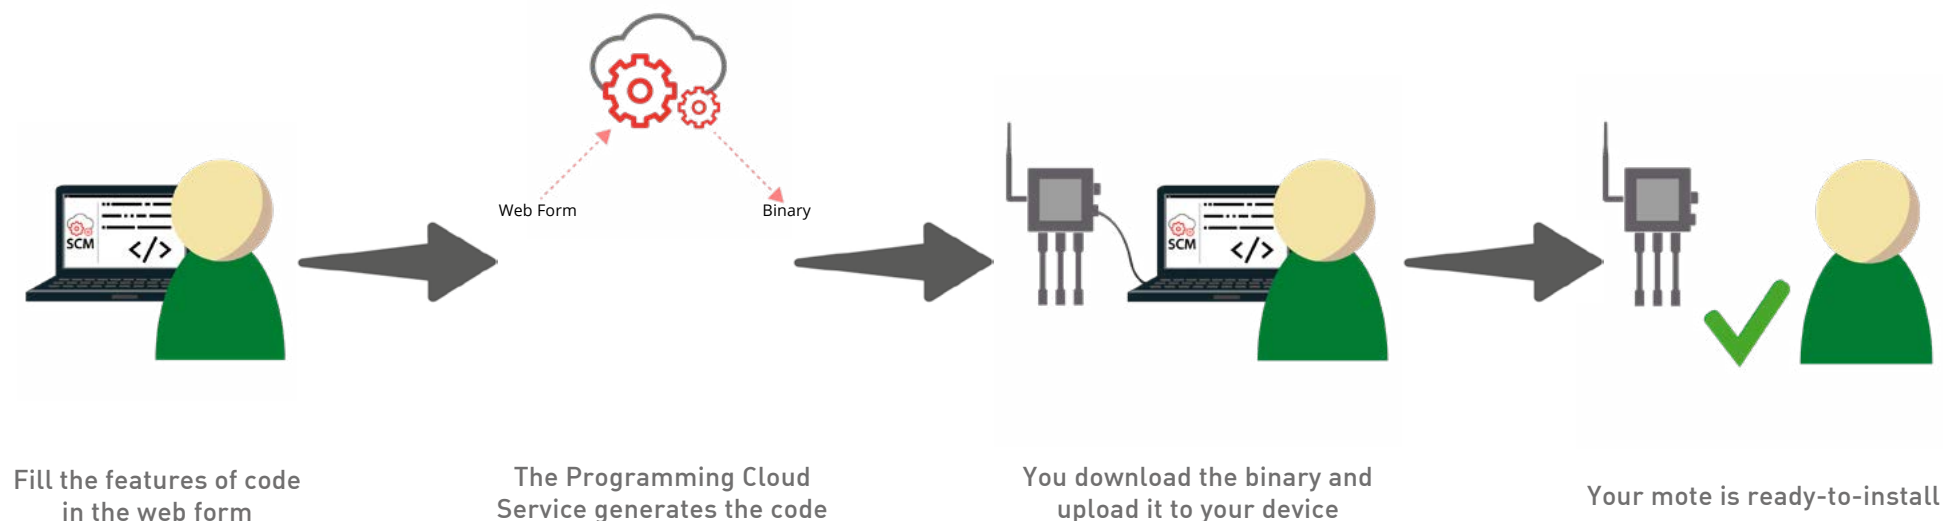 SCM
</>
Web Form
Binary
SCM
</>
Fill the features of code
in the web form
The Programming Cloud
Service generates the code
You download the binary and
upload it to your device
Your mote is ready-to-install